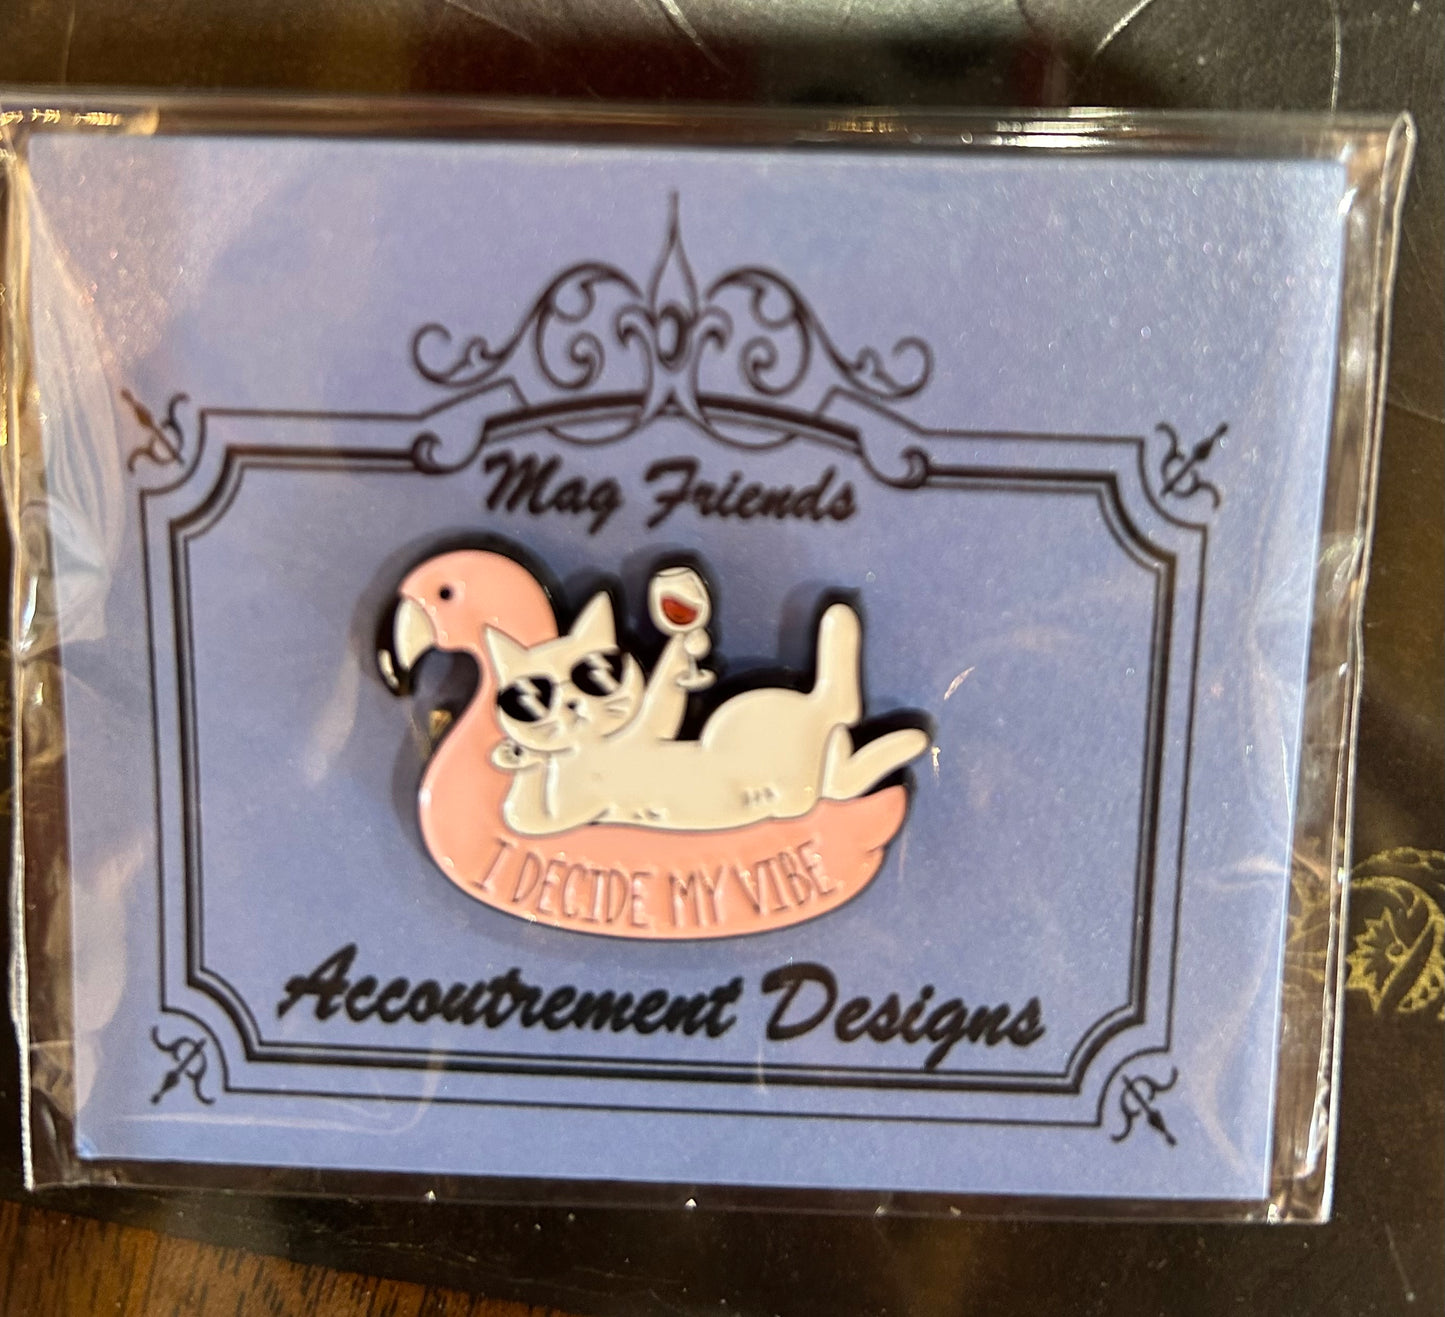 Mag Friends
I DECIDE MY VIBE
Accoutrement Designs